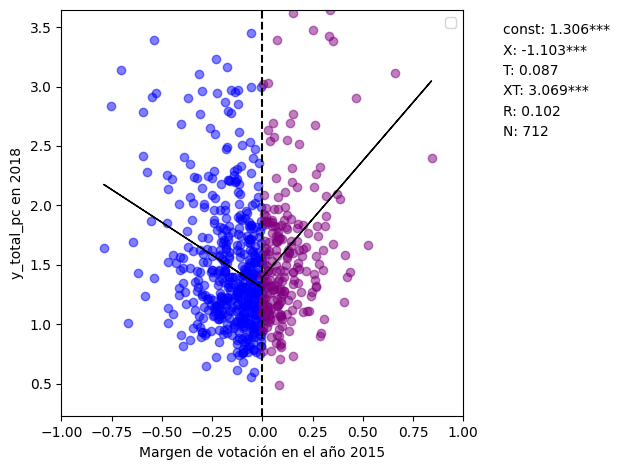 3.5
3.0
2.5
2.0
1.5
1.0
0.5
y_total_pc en 2018
−1.00
−0.75
−0.50
−0.25
0.00
0.25
0.50
0.75
1.00
Margen de votación en el año 2015
const: 1.306***
X: -1.103***
T: 0.087
XT: 3.069***
R: 0.102
N: 712